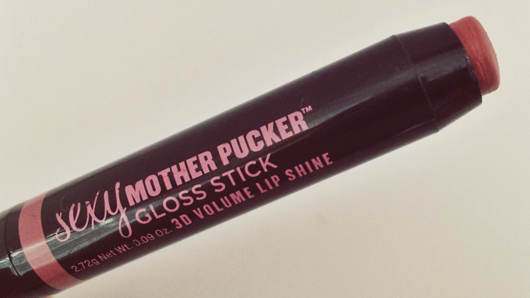 sexy MOTHER PUCKER™
GLOSS STICK
2.72g Net Wt. 0.09 Oz. 3D VOLUME LIP SHINE